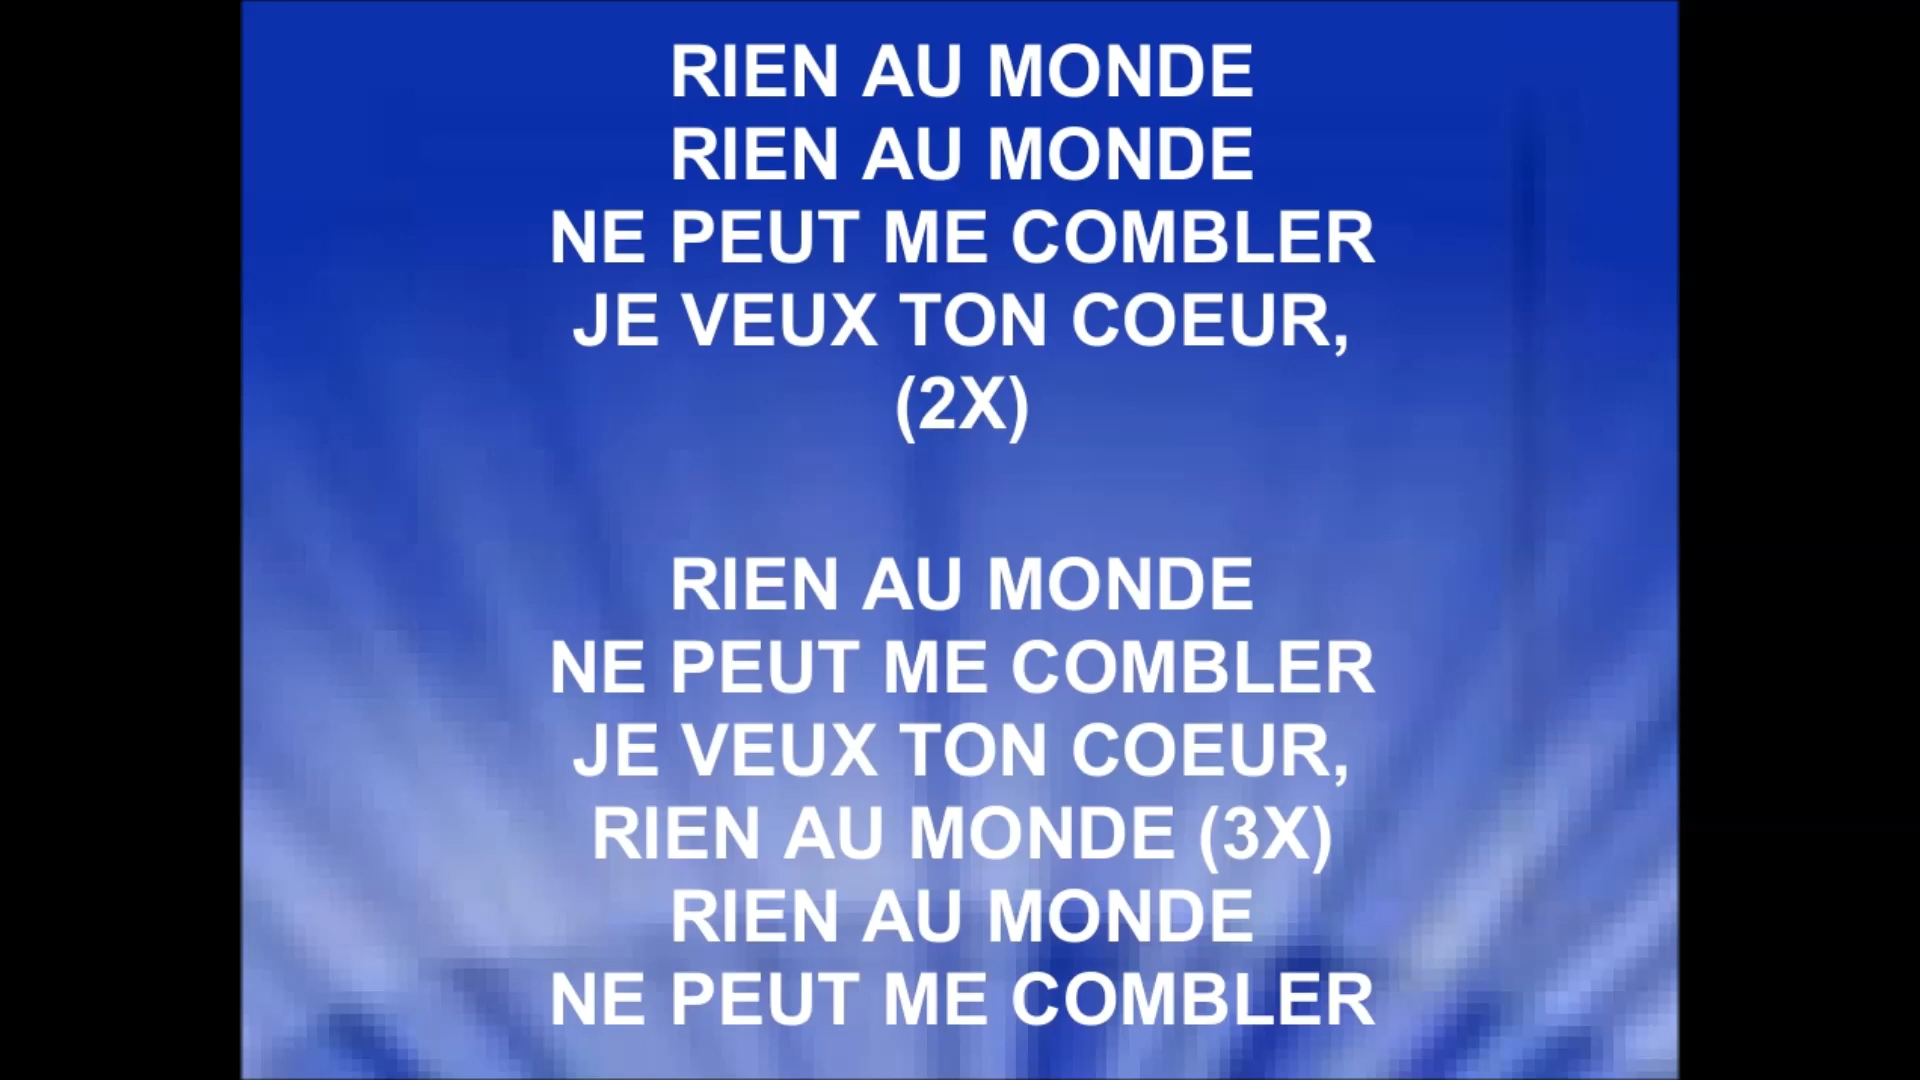 RIEN AU MONDE
RIEN AU MONDE
NE PEUT ME COMBLER
JE VEUX TON COEUR,
(2X)
RIEN AU MONDE
NE PEUT ME COMBLER
JE VEUX TON COEUR,
RIEN AU MONDE (3X)
RIEN AU MONDE
NE PEUT ME COMBLER